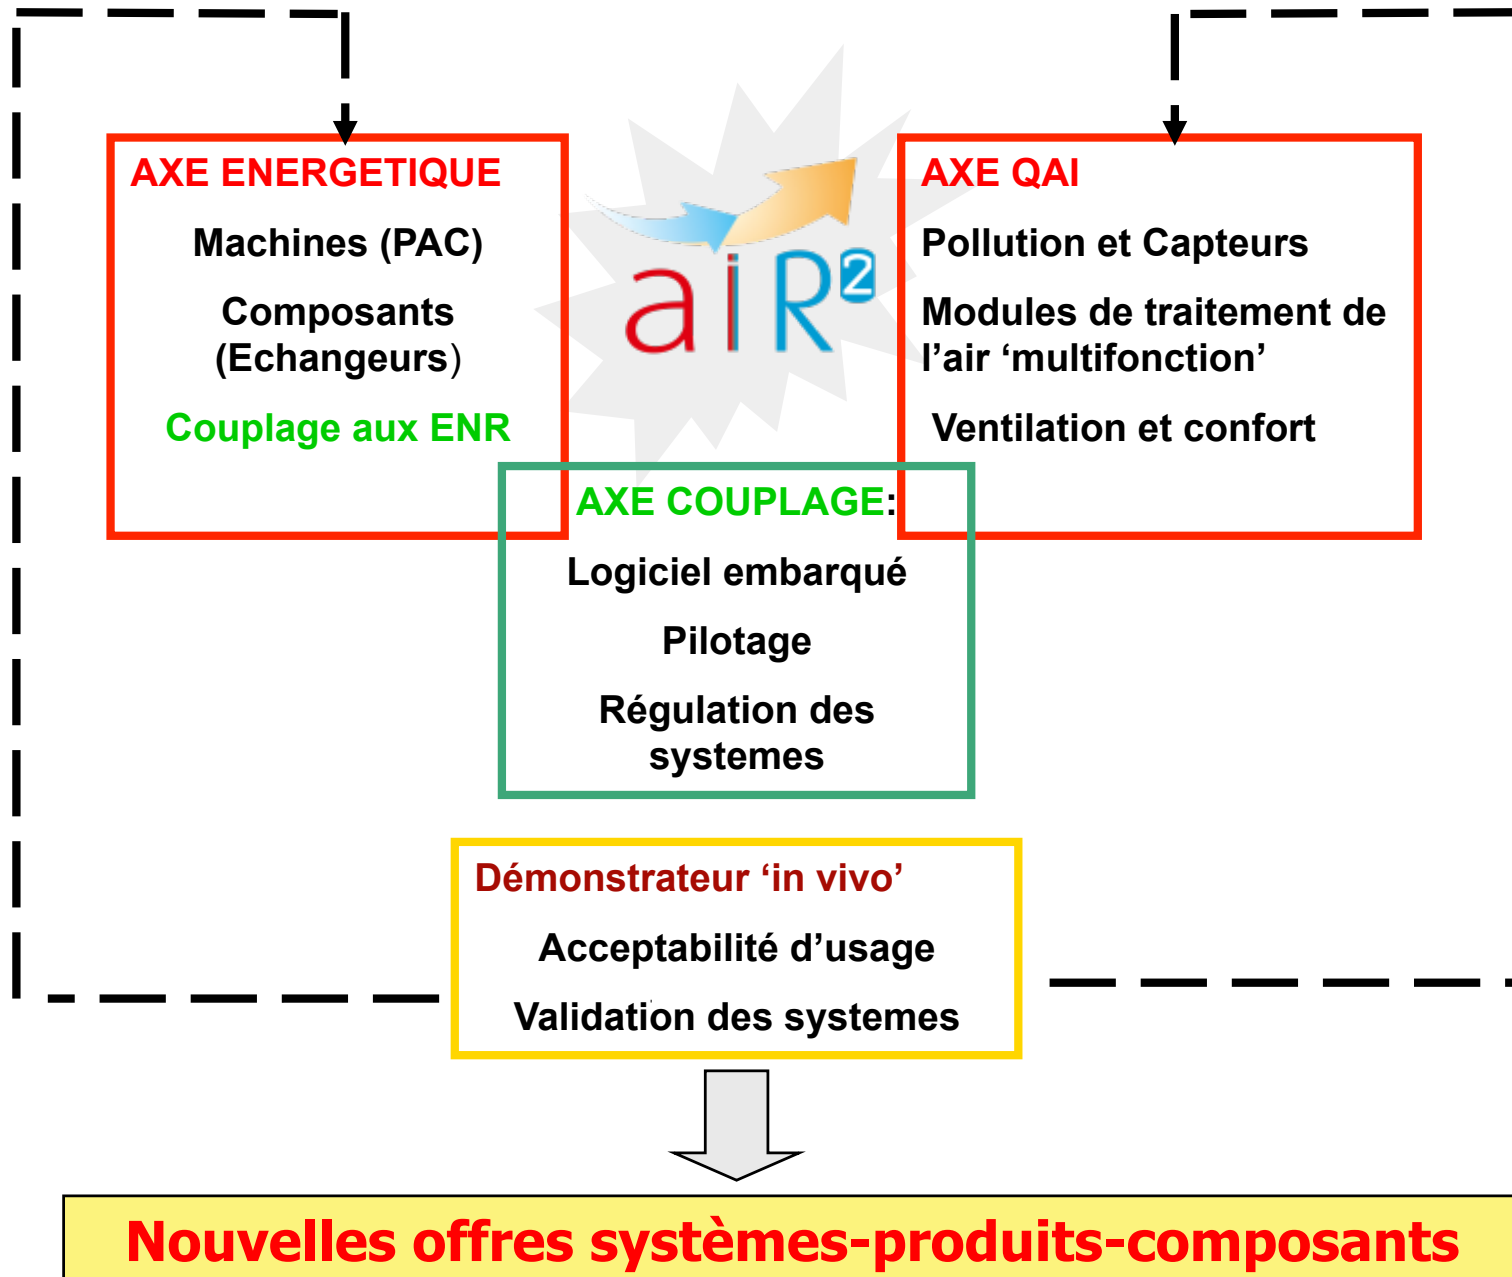 AXE ENERGETIQUE
Machines (PAC)
Composants
(Echangeurs)
Couplage aux ENR
aiR²
AXE QAI
Pollution et Capteurs
Modules de traitement de
l’air ‘multifonction’
Ventilation et confort
AXE COUPLAGE:
Logiciel embarqué
Pilotage
Régulation des
systemes
Démonstrateur ‘in vivo’
Acceptabilité d’usage
Validation des systemes
Nouvelles offres systèmes-produits-composants